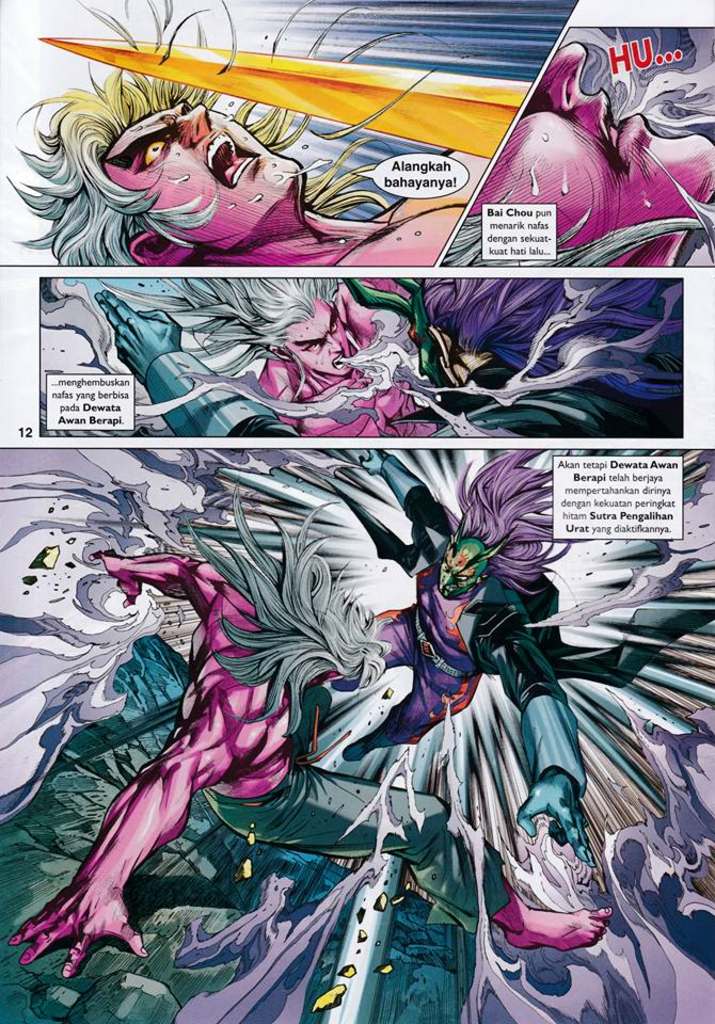 Alangkah
bahayanya!
HU...
Bai Chou pun
menarik nafas
dengan sekuat-
kuat hati lalu...
...menghembuskan
nafas yang berbisa
pada Dewata
Awan Berapi.
12
Akan tetapi Dewata Awan
Berapi telah berjaya
mempertahankan dirinya
dengan kekuatan peringkat
hitam Sutra Pengalihan
Urat yang diaktifkannya.